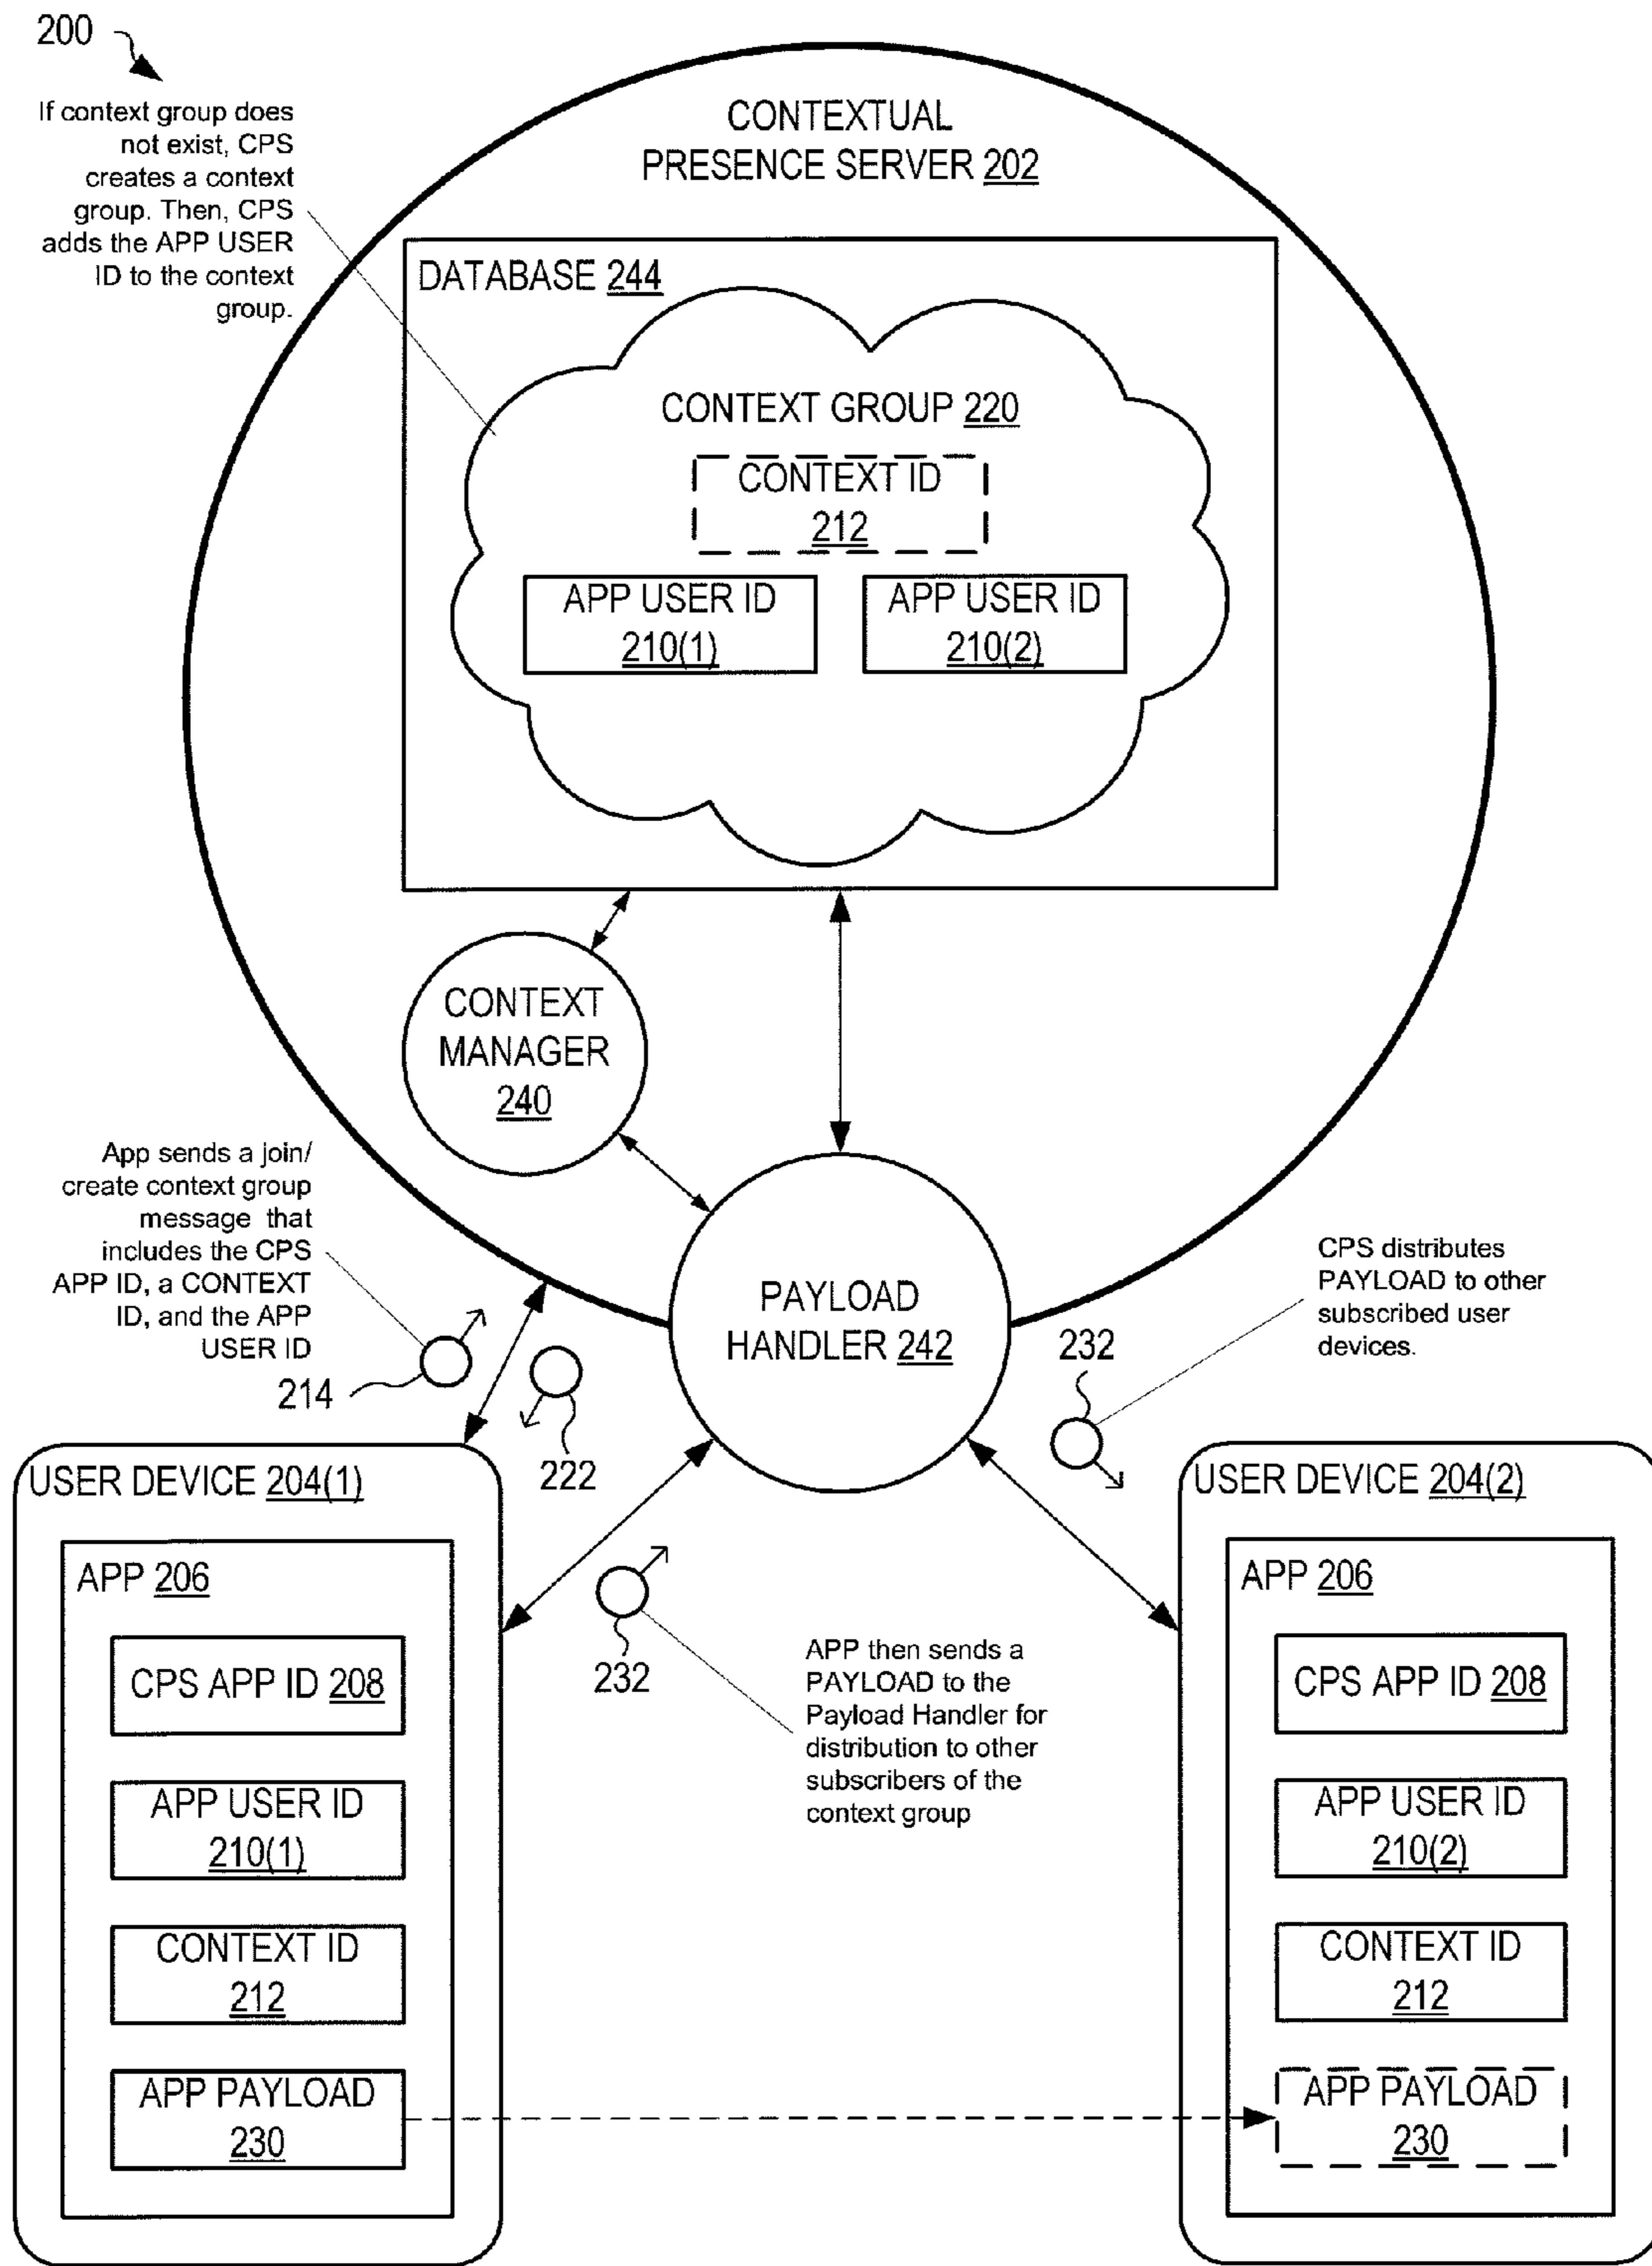 200
If context group does
not exist, CPS
creates a context
group. Then, CPS
adds the APP USER
ID to the context
group.
CONTEXTUAL
PRESENCE SERVER 202
DATABASE 244
CONTEXT GROUP 220
CONTEXT ID
212
APP USER ID
210(1)
APP USER ID
210(2)
CONTEXT
MANAGER
240
App sends a join/
create context group
message that
includes the CPS
APP ID, a CONTEXT
ID, and the APP
USER ID
214
222
PAYLOAD
HANDLER 242
CPS distributes
PAYLOAD to other
subscribed user
devices.
232
232
APP then sends a
PAYLOAD to the
Payload Handler for
distribution to other
subscribers of the
context group
USER DEVICE 204(1)
APP 206
CPS APP ID 208
APP USER ID
210(1)
CONTEXT ID
212
APP PAYLOAD
230
USER DEVICE 204(2)
APP 206
CPS APP ID 208
APP USER ID
210(2)
CONTEXT ID
212
APP PAYLOAD
230